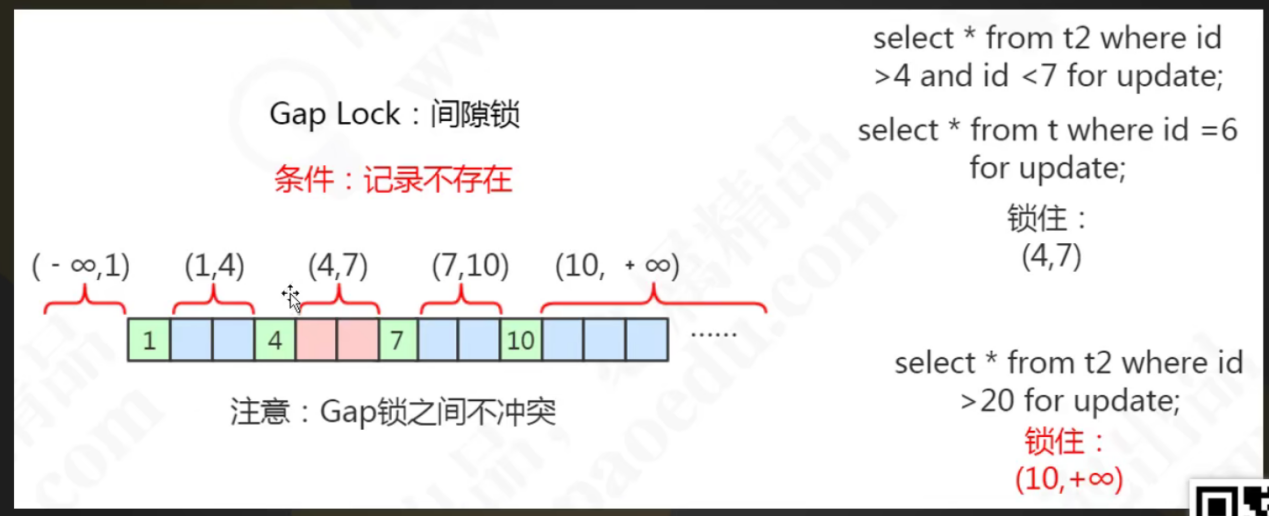 select * from t2 where id
>4 and id <7 for update;
Gap Lock：间隙锁
select * from t where id =6
for update;
条件：记录不存在
锁住：
(4,7)
( - ∞,1) (1,4) (4,7) (7,10) (10, + ∞)
1 4 7 10 ······
select * from t2 where id
>20 for update;
注意：Gap锁之间不冲突
锁住：
(10,+∞)